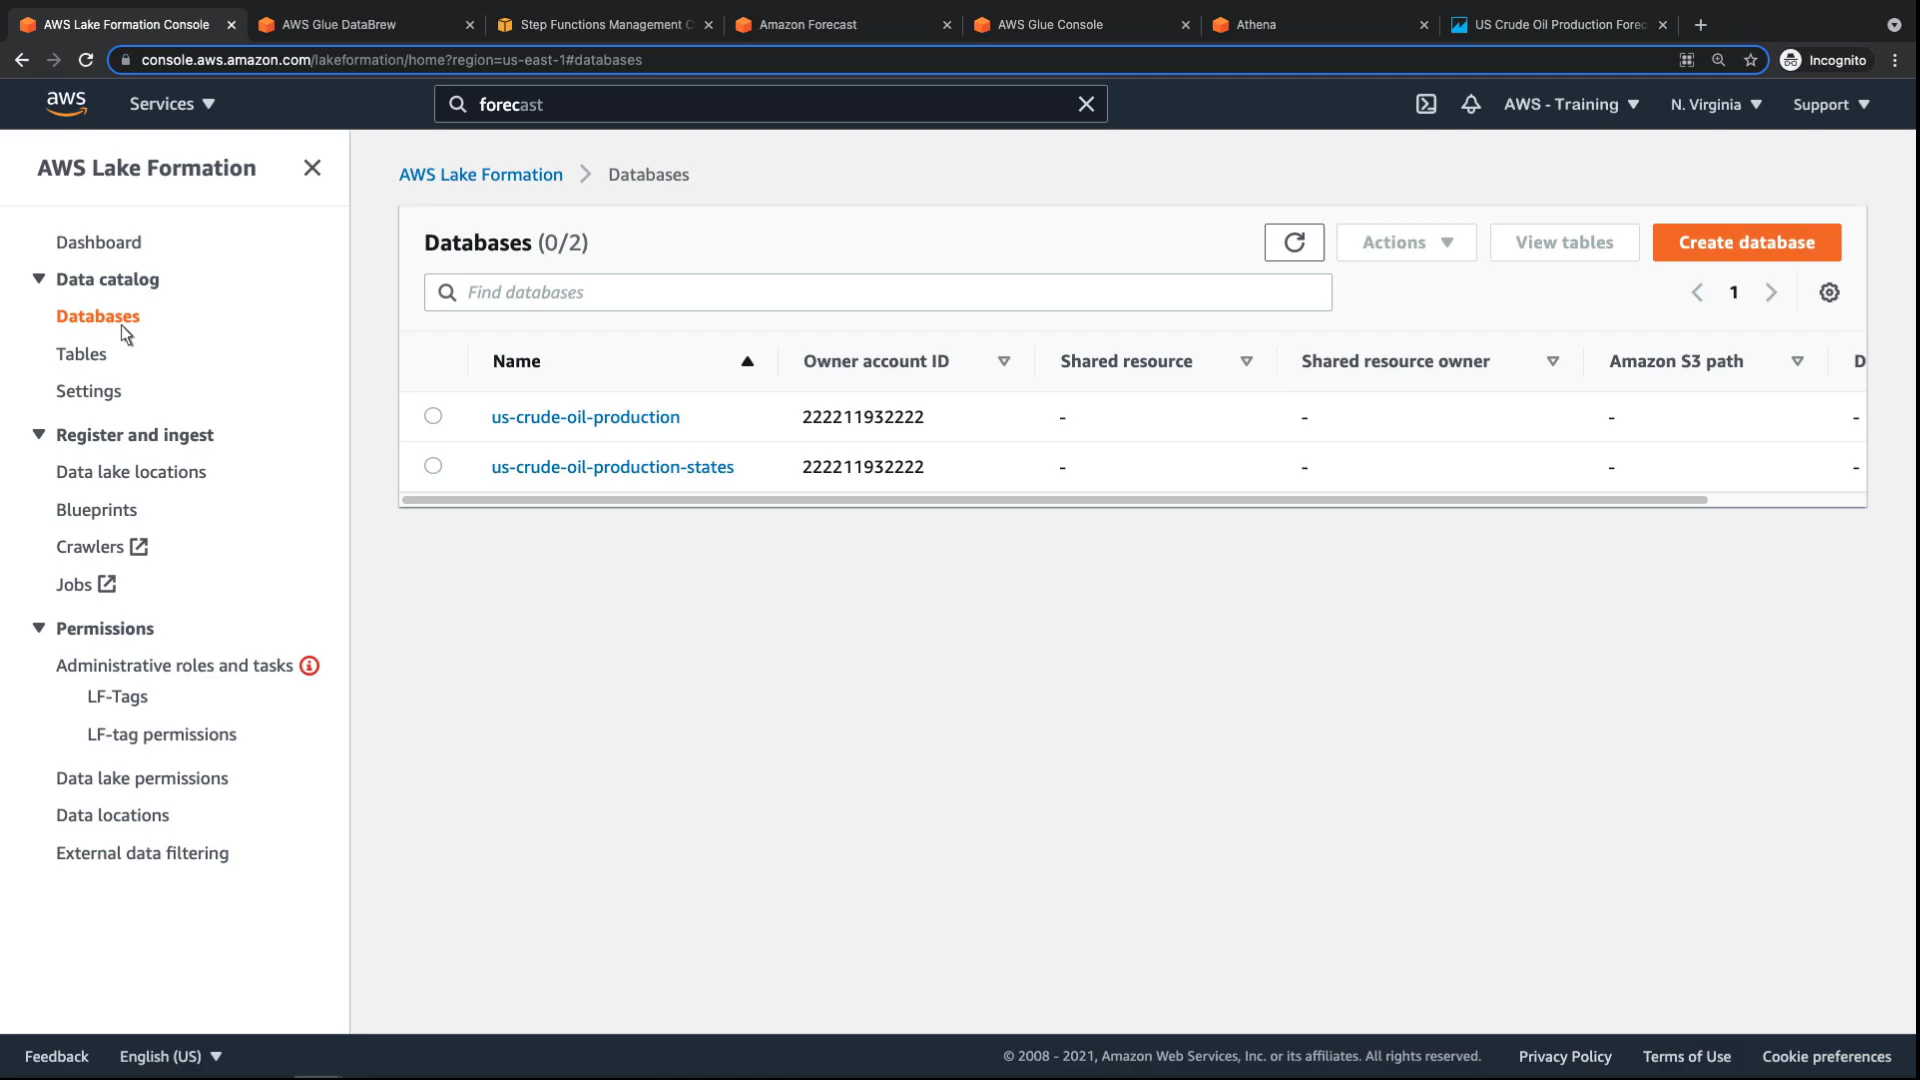 AWS Lake Formation Console
AWS Glue DataBrew
Step Functions Management C
Amazon Forecast
AWS Glue Console
Athena
US Crude Oil Production Forec
console.aws.amazon.com/lakeformation/home?region=us-east-1#databases
Incognito
aws
Services
forecast
AWS - Training
N. Virginia
Support
AWS Lake Formation
Dashboard
Data catalog
Databases
Tables
Settings
Register and ingest
Data lake locations
Blueprints
Crawlers
Jobs
Permissions
Administrative roles and tasks
LF-Tags
LF-tag permissions
Data lake permissions
Data locations
External data filtering
AWS Lake Formation > Databases
Databases (0/2)
Actions
View tables
Create database
Find databases
1
Name Owner account ID Shared resource Shared resource owner Amazon S3 path D
us-crude-oil-production 222211932222 - - - -
us-crude-oil-production-states 222211932222 - - - -
Feedback
English (US)
© 2008 - 2021, Amazon Web Services, Inc. or its affiliates. All rights reserved.
Privacy Policy
Terms of Use
Cookie preferences